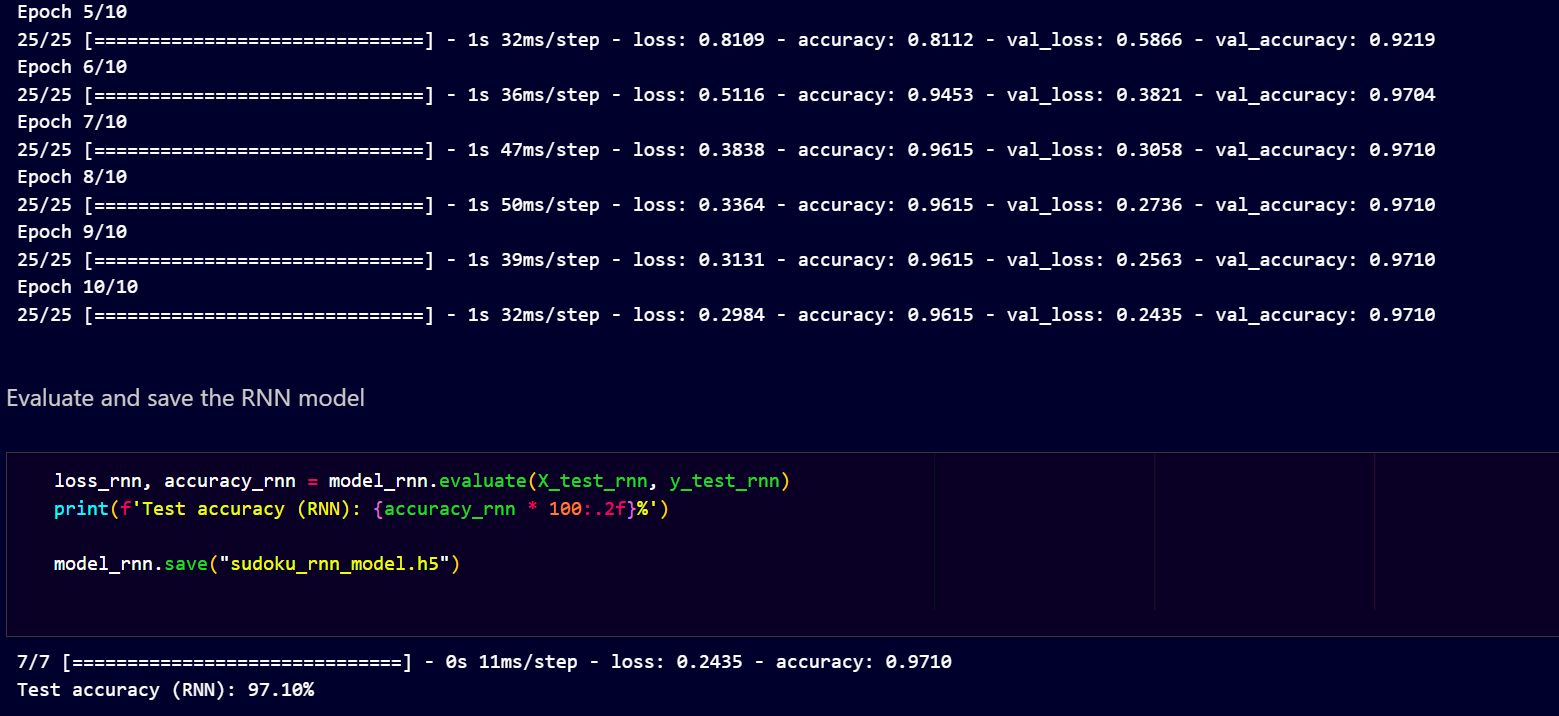 Epoch 5/10
25/25 [==============================] - 1s 32ms/step - loss: 0.8109 - accuracy: 0.8112 - val_loss: 0.5866 - val_accuracy: 0.9219
Epoch 6/10
25/25 [==============================] - 1s 36ms/step - loss: 0.5116 - accuracy: 0.9453 - val_loss: 0.3821 - val_accuracy: 0.9704
Epoch 7/10
25/25 [==============================] - 1s 47ms/step - loss: 0.3838 - accuracy: 0.9615 - val_loss: 0.3058 - val_accuracy: 0.9710
Epoch 8/10
25/25 [==============================] - 1s 50ms/step - loss: 0.3364 - accuracy: 0.9615 - val_loss: 0.2736 - val_accuracy: 0.9710
Epoch 9/10
25/25 [==============================] - 1s 39ms/step - loss: 0.3131 - accuracy: 0.9615 - val_loss: 0.2563 - val_accuracy: 0.9710
Epoch 10/10
25/25 [==============================] - 1s 32ms/step - loss: 0.2984 - accuracy: 0.9615 - val_loss: 0.2435 - val_accuracy: 0.9710
Evaluate and save the RNN model
loss_rnn, accuracy_rnn = model_rnn.evaluate(X_test_rnn, y_test_rnn)
print(f'Test accuracy (RNN): {accuracy_rnn * 100:.2f}%')
model_rnn.save("sudoku_rnn_model.h5")
7/7 [==============================] - 0s 11ms/step - loss: 0.2435 - accuracy: 0.9710
Test accuracy (RNN): 97.10%